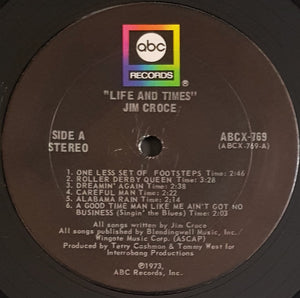 abc
RECORDS
"LIFE AND TIMES"
JIM CROCE
SIDE A
STEREO
ABCX-769
(ABCX-769-A)
1. ONE LESS SET OF FOOTSTEPS Time: 2:46
2. ROLLER DERBY QUEEN Time: 3:28
3. DREAMIN' AGAIN Time: 2:38
4. CAREFUL MAN Time: 2:22
5. ALABAMA RAIN Time: 2:10
6. A GOOD TIME MAN LIKE ME AIN'T GOT NO
BUSINESS (Singin' the Blues) Time: 2:03
All songs written by Jim Croce
All songs published by Blendingwell Music, Inc./
Wingate Music Corp. (ASCAP)
Produced by Terry Cashman & Tommy West for
Interrobang Productions
℗1973,
ABC Records, Inc.